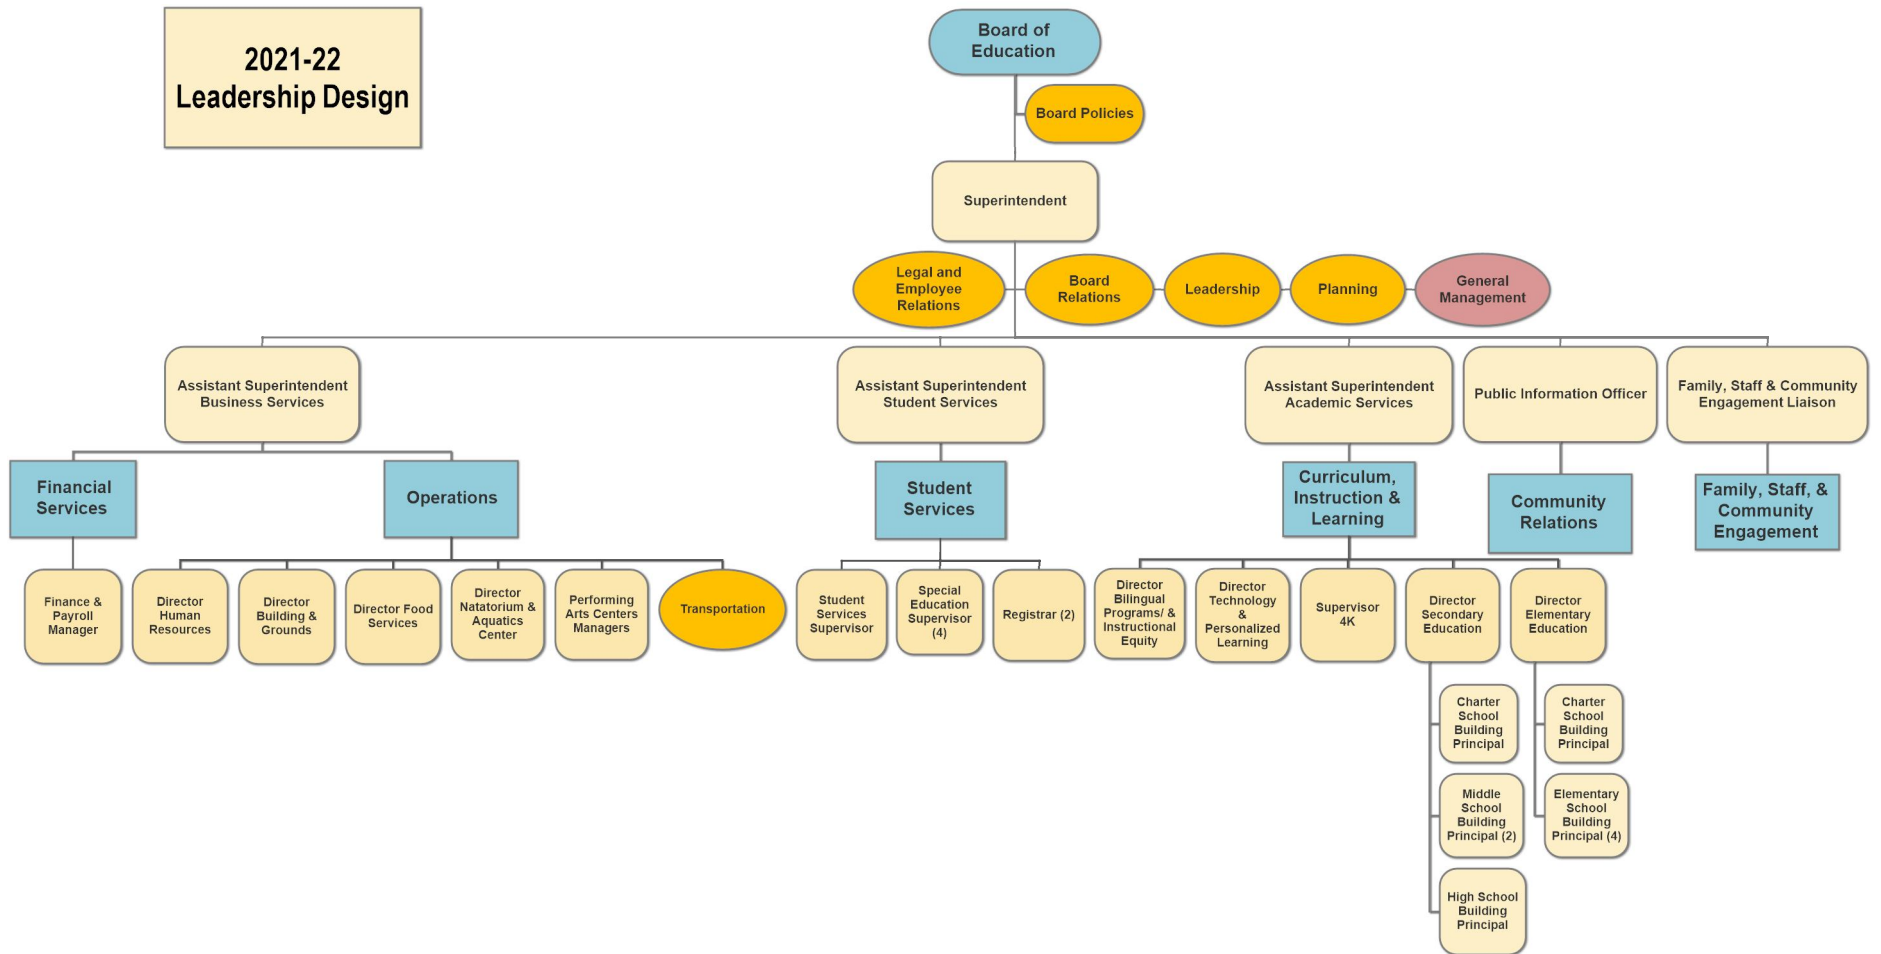 2021-22
Leadership Design
Board of
Education
Board Policies
Superintendent
Legal and
Employee
Relations
Board
Relations
Leadership
Planning
General
Management
Assistant Superintendent
Business Services
Assistant Superintendent
Student Services
Assistant Superintendent
Academic Services
Public Information Officer
Family, Staff & Community
Engagement Liaison
Financial
Services
Operations
Student
Services
Curriculum,
Instruction &
Learning
Community
Relations
Family, Staff, &
Community
Engagement
Finance &
Payroll
Manager
Director
Human
Resources
Director
Building &
Grounds
Director Food
Services
Director
Natatorium &
Aquatics
Center
Performing
Arts Centers
Managers
Transportation
Student
Services
Supervisor
Special
Education
Supervisor
(4)
Registrar (2)
Director
Bilingual
Programs/ &
Instructional
Equity
Director
Technology
&
Personalized
Learning
Supervisor
4K
Director
Secondary
Education
Director
Elementary
Education
Charter
School
Building
Principal
Charter
School
Building
Principal
Middle
School
Building
Principal (2)
Elementary
School
Building
Principal (4)
High School
Building
Principal